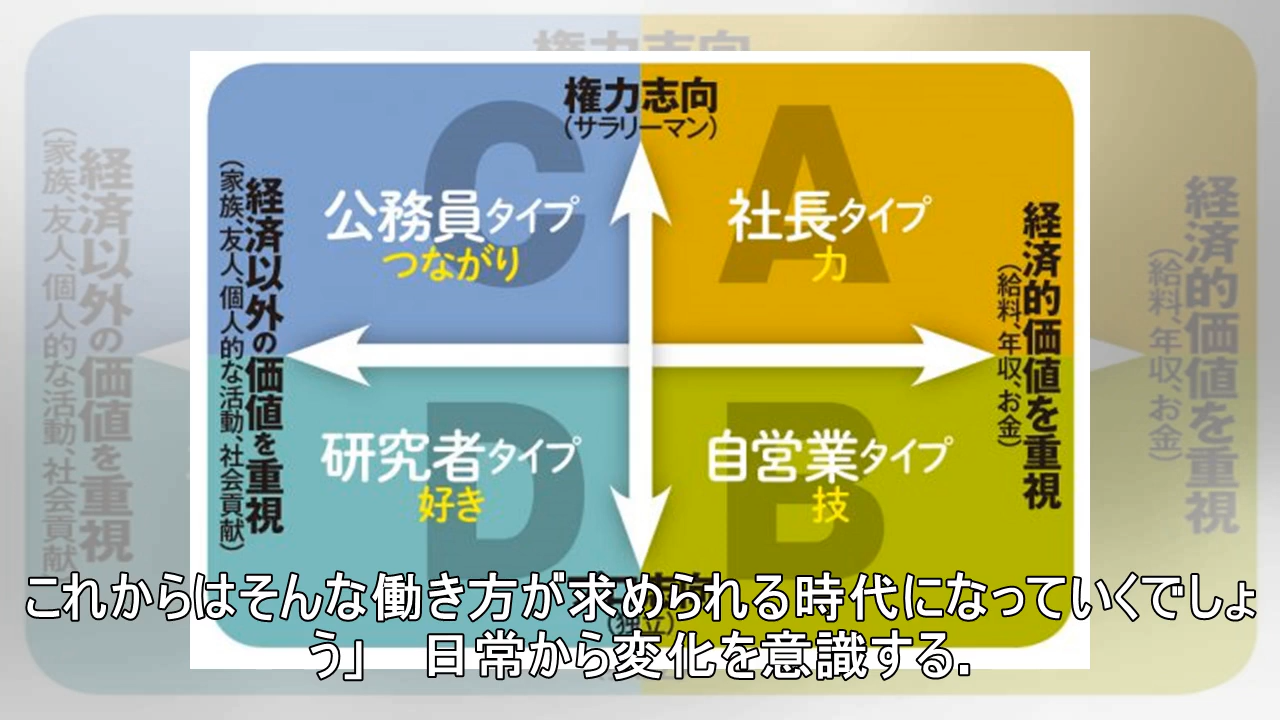 権力志向
(サラリーマン)
C
A
公務員タイプ
つながり
社長タイプ
力
経済以外の価値を重視
(家族、友人、個人的な活動、社会貢献)
経済的価値を重視
(給料、年収、お金)
D
B
研究者タイプ
好き
自営業タイプ
技
(独立)
これからはそんな働き方が求められる時代になっていくでしょ
う」　日常から変化を意識する.